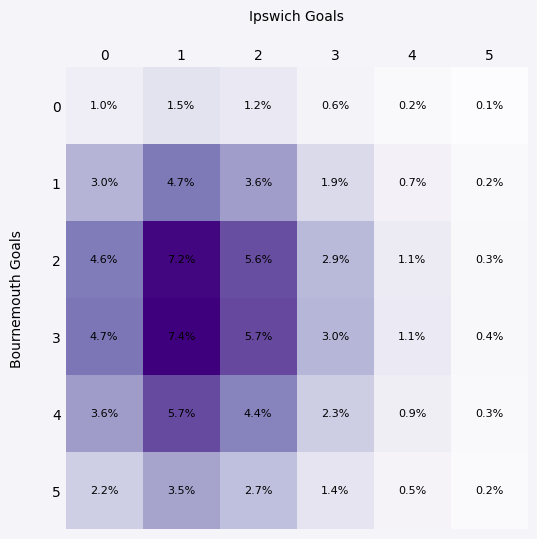 Ipswich Goals
0 1 2 3 4 5
0 1.0% 1.5% 1.2% 0.6% 0.2% 0.1%
1 3.0% 4.7% 3.6% 1.9% 0.7% 0.2%
2 4.6% 7.2% 5.6% 2.9% 1.1% 0.3%
3 4.7% 7.4% 5.7% 3.0% 1.1% 0.4%
4 3.6% 5.7% 4.4% 2.3% 0.9% 0.3%
5 2.2% 3.5% 2.7% 1.4% 0.5% 0.2%
Bournemouth Goals